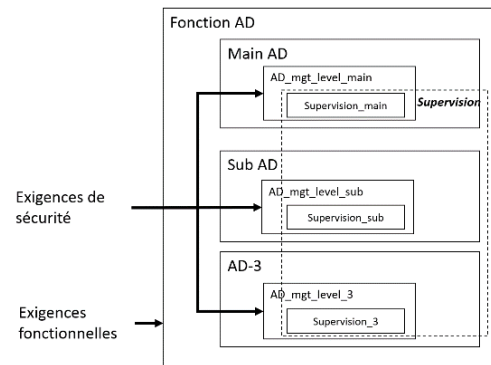 Fonction AD
Main AD
AD_mgt_level_main
Supervision
Supervision_main
Sub AD
AD_mgt_level_sub
Supervision_sub
Exigences de
sécurité
AD-3
AD_mgt_level_3
Supervision_3
Exigences
fonctionnelles